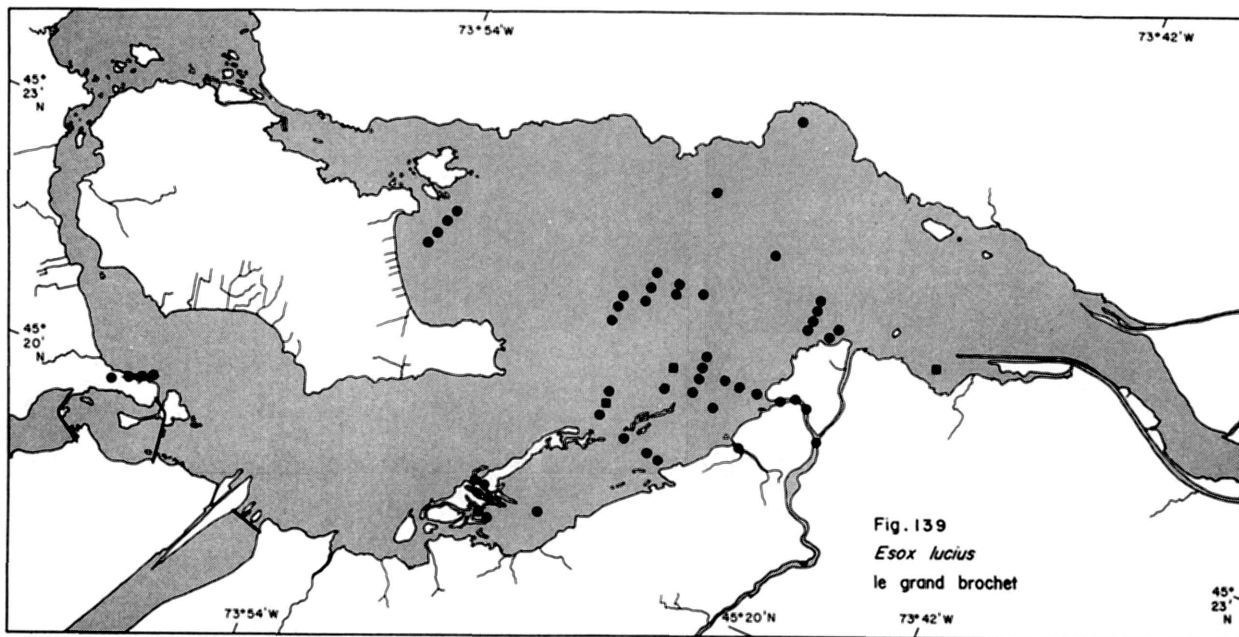 73°54'W
73°42'W
45°
23'
N
45°
20'
N
Fig. 139
Esox lucius
le grand brochet
73°54'W
45°20'N
73°42'W
45°
23'
N